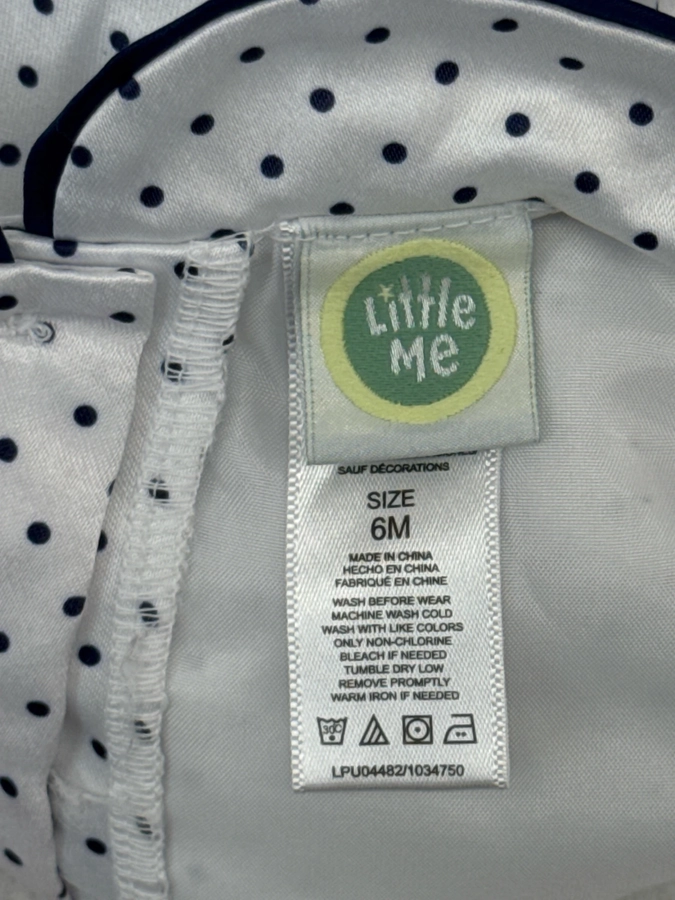 Little
Me
SAUF DÉCORATIONS
SIZE
6M
MADE IN CHINA
HECHO EN CHINA
FABRIQUÉ EN CHINE
WASH BEFORE WEAR
MACHINE WASH COLD
WASH WITH LIKE COLORS
ONLY NON-CHLORINE
BLEACH IF NEEDED
TUMBLE DRY LOW
REMOVE PROMPTLY
WARM IRON IF NEEDED
30C
LPU04482/1034750